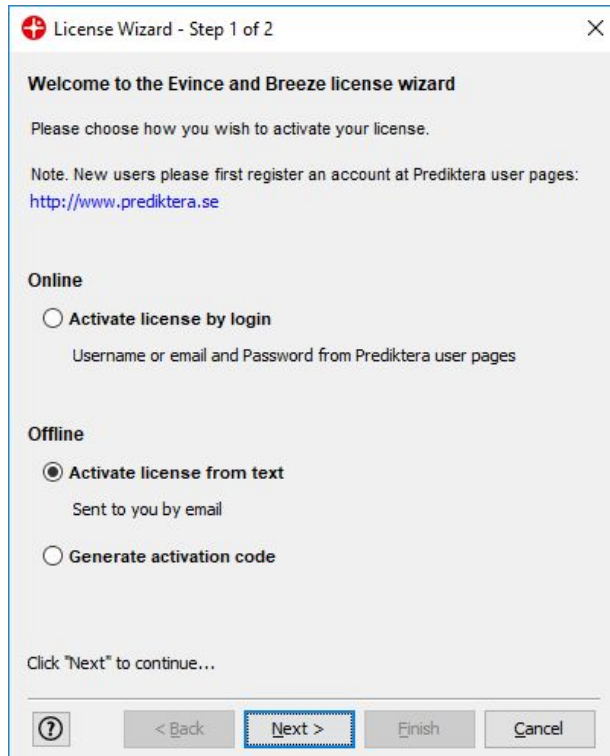 License Wizard - Step 1 of 2
Welcome to the Evince and Breeze license wizard
Please choose how you wish to activate your license.
Note. New users please first register an account at Prediktera user pages:
http://www.prediktera.se
Online
Activate license by login
Username or email and Password from Prediktera user pages
Offline
Activate license from text
Sent to you by email
Generate activation code
Click "Next" to continue...
? < Back Next > Finish Cancel